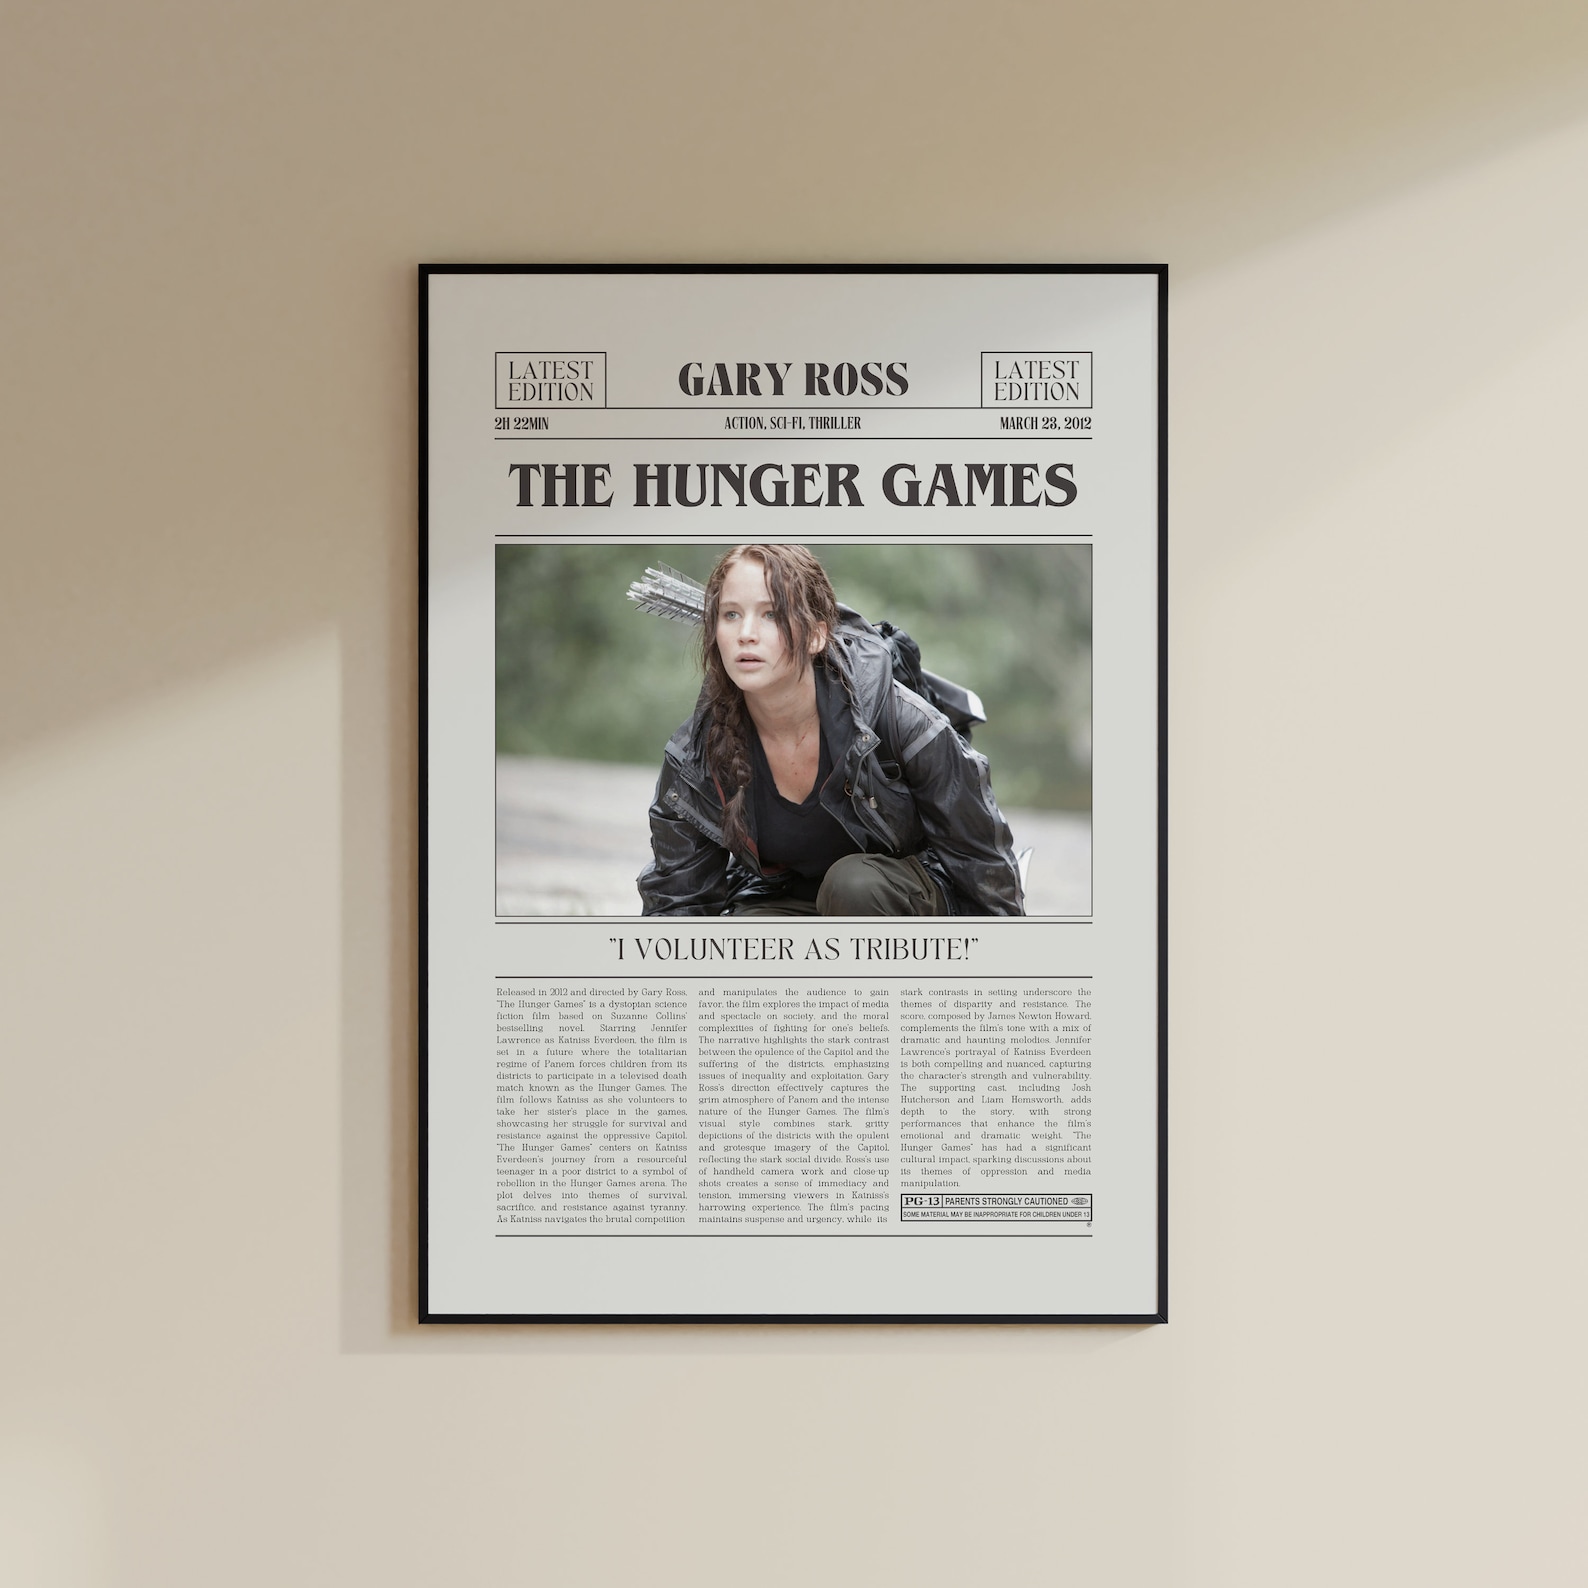 LATEST
EDITION
GARY ROSS
LATEST
EDITION
2H 22MIN
ACTION, SCI-FI, THRILLER
MARCH 23, 2012
THE HUNGER GAMES
"I VOLUNTEER AS TRIBUTE!"
Released in 2012 and directed by Gary Ross,
"The Hunger Games" is a dystopian science
fiction film based on Suzanne Collins'
bestselling novel. Starring Jennifer
Lawrence as Katniss Everdeen, the film is
set in a future where the totalitarian
regime of Panem forces children from its
districts to participate in a televised death
match known as the Hunger Games. The
film follows Katniss as she volunteers to
take her sister's place in the games,
showcasing her struggle for survival and
resistance against the oppressive Capitol.
"The Hunger Games" centers on Katniss
Everdeen's journey from a resourceful
teenager in a poor district to a symbol of
rebellion in the Hunger Games arena. The
plot delves into themes of survival,
sacrifice, and resistance against tyranny.
As Katniss navigates the brutal competition
and manipulates the audience to gain
favor, the film explores the impact of media
and spectacle on society, and the moral
complexities of fighting for one's beliefs.
The narrative highlights the stark contrast
between the opulence of the Capitol and the
suffering of the districts, emphasizing
issues of inequality and exploitation. Gary
Ross's direction effectively captures the
grim atmosphere of Panem and the intense
nature of the Hunger Games. The film's
visual style combines stark, gritty
depictions of the districts with the opulent
and grotesque imagery of the Capitol,
reflecting the stark social divide. Ross's use
of handheld camera work and close-up
shots creates a sense of immediacy and
tension, immersing viewers in Katniss's
harrowing experience. The film's pacing
maintains suspense and urgency, while its
stark contrasts in setting underscore the
themes of disparity and resistance. The
score, composed by James Newton Howard,
complements the film's tone with a mix of
dramatic and haunting melodies. Jennifer
Lawrence's portrayal of Katniss Everdeen
is both compelling and nuanced, capturing
the character's strength and vulnerability.
The supporting cast, including Josh
Hutcherson and Liam Hemsworth, adds
depth to the story, with strong
performances that enhance the film's
emotional and dramatic weight. "The
Hunger Games" has had a significant
cultural impact, sparking discussions about
its themes of oppression and media
manipulation.
PG-13 PARENTS STRONGLY CAUTIONED
SOME MATERIAL MAY BE INAPPROPRIATE FOR CHILDREN UNDER 13
®